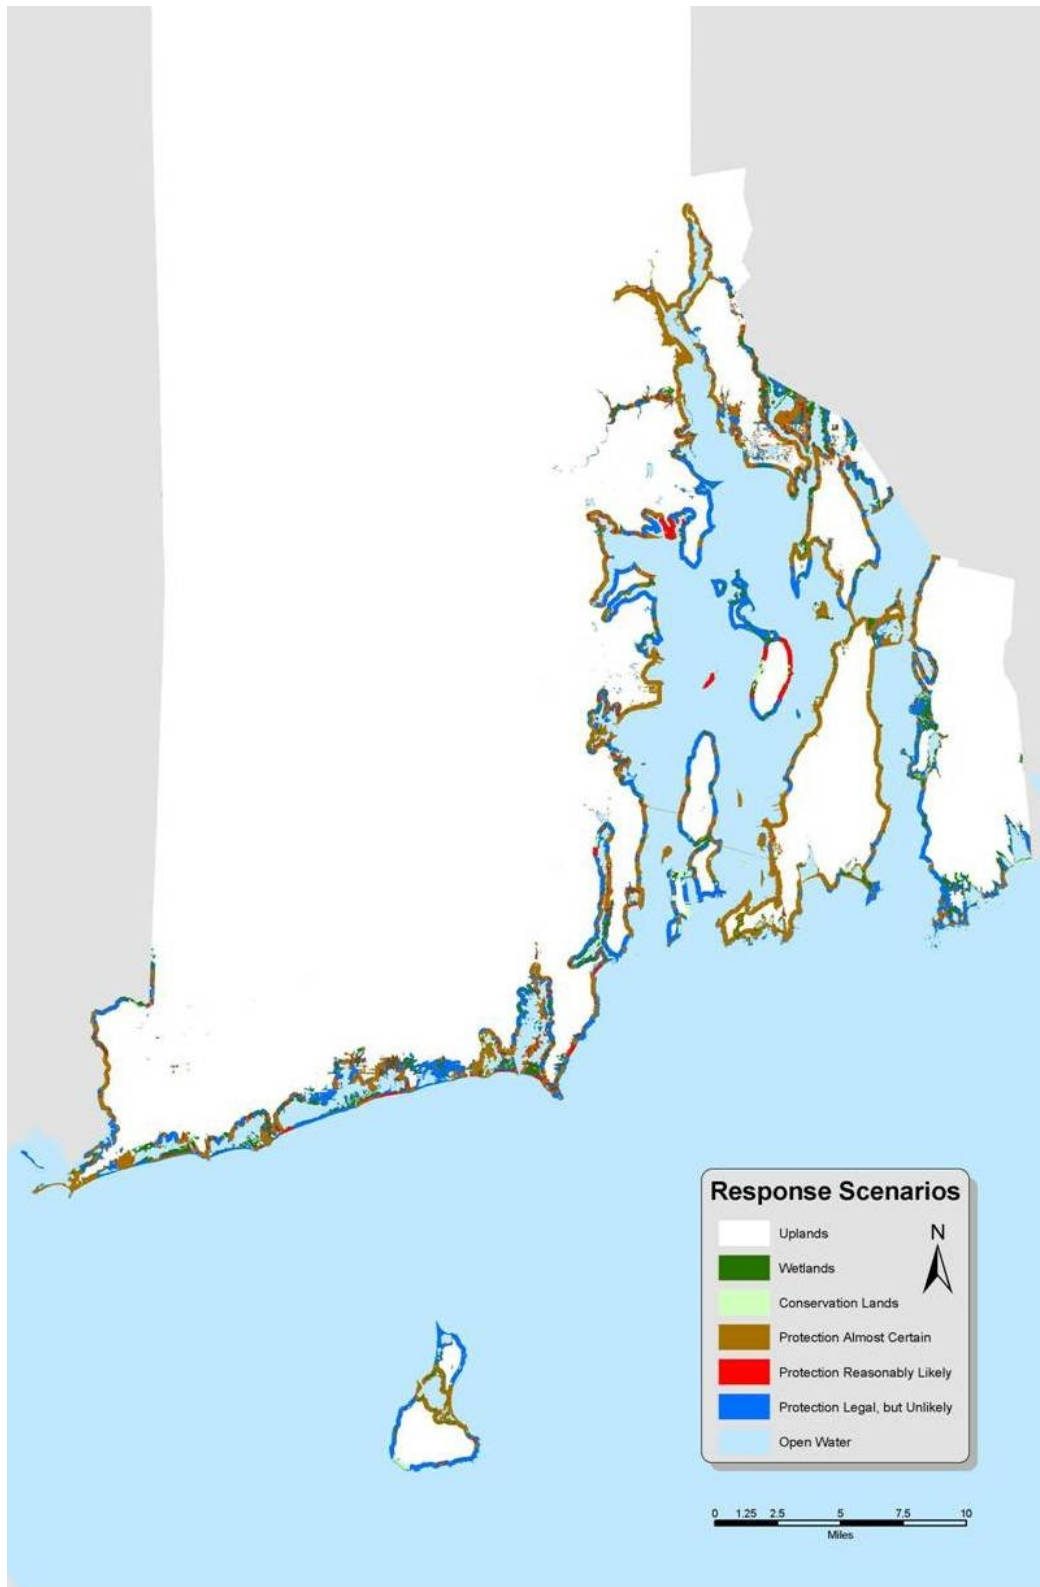 Response Scenarios
N
Uplands
Wetlands
Conservation Lands
Protection Almost Certain
Protection Reasonably Likely
Protection Legal, but Unlikely
Open Water
0 1.25 2.5 5 7.5 10
Miles